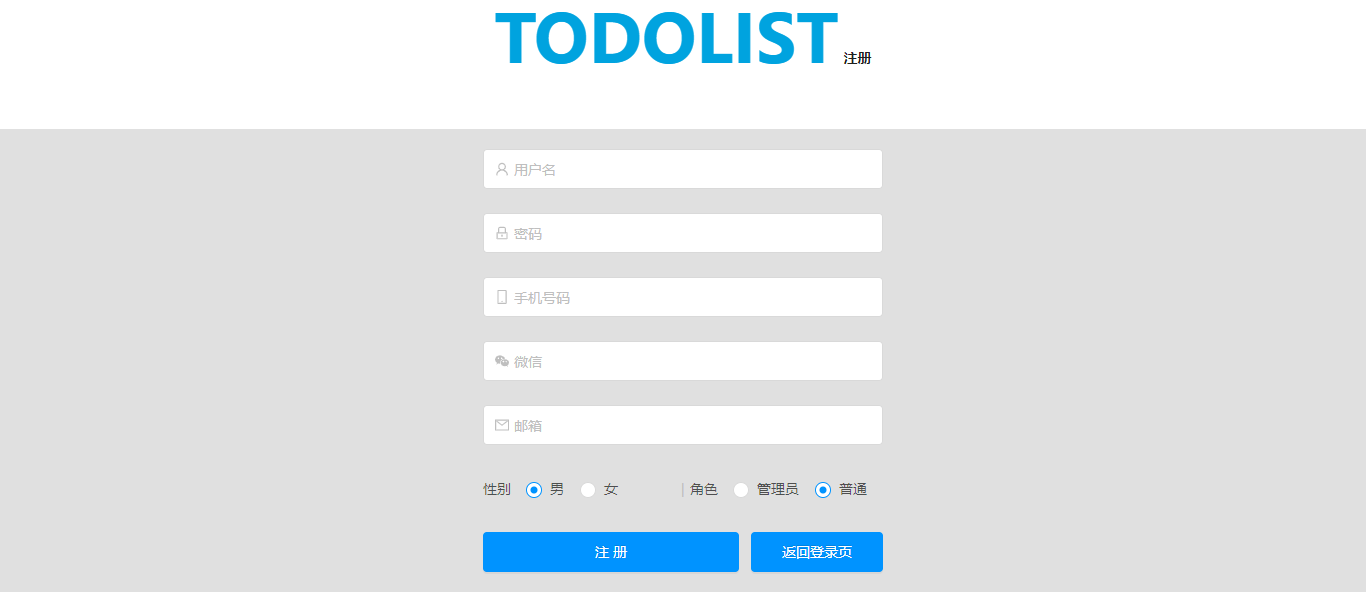 TODOLIST 注册
用户名
密码
手机号码
微信
邮箱
性别 男 女 | 角色 管理员 普通
注 册 返回登录页